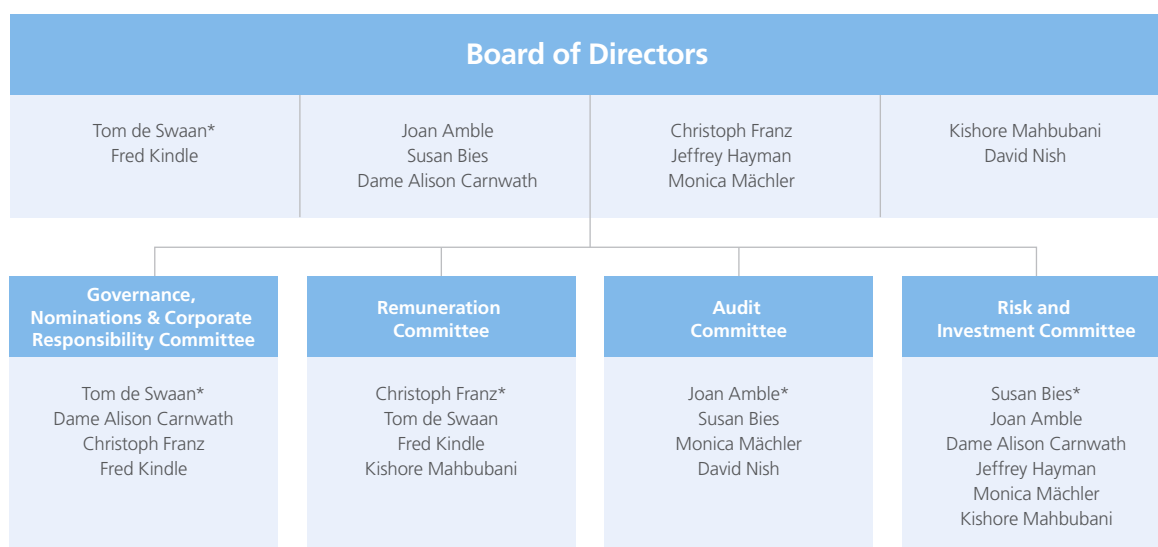 Board of Directors
Tom de Swaan*
Fred Kindle
Joan Amble
Susan Bies
Dame Alison Carnwath
Christoph Franz
Jeffrey Hayman
Monica Mächler
Kishore Mahbubani
David Nish
Governance,
Nominations & Corporate
Responsibility Committee
Tom de Swaan*
Dame Alison Carnwath
Christoph Franz
Fred Kindle
Remuneration
Committee
Christoph Franz*
Tom de Swaan
Fred Kindle
Kishore Mahbubani
Audit
Committee
Joan Amble*
Susan Bies
Monica Mächler
David Nish
Risk and
Investment Committee
Susan Bies*
Joan Amble
Dame Alison Carnwath
Jeffrey Hayman
Monica Mächler
Kishore Mahbubani